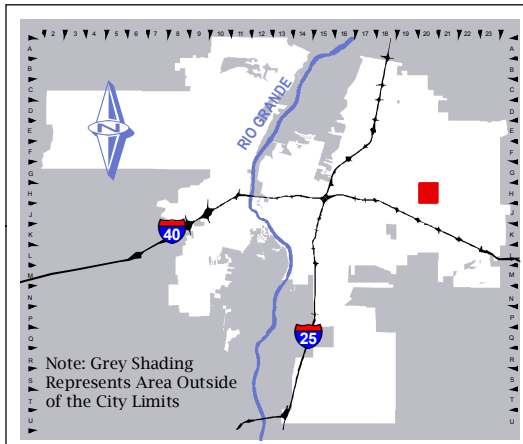 2 3 4 5 6 7 8 9 10 11 12 13 14 15 16 17 18 19 20 21 22 23
A
B
C
D
E
F
G
H
J
K
L
M
N
P
Q
R
S
T
U
N
RIO GRANDE
40
25
Note: Grey Shading
Represents Area Outside
of the City Limits
A
B
C
D
E
F
G
H
J
K
L
M
N
P
Q
R
S
T
U